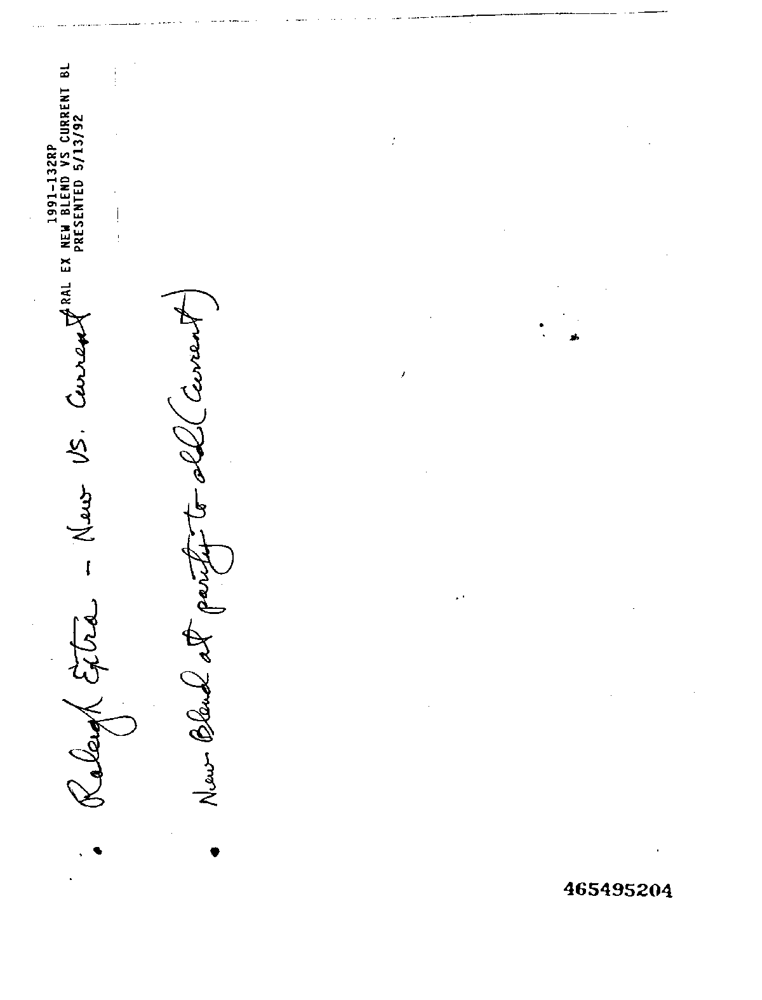 1991-132RP
RAL EX NEW BLEND VS CURRENT BL
PRESENTED 5/13/92
• Raleigh Extra - New VS. Current
• New Blend at parity to old (Current)
465495204